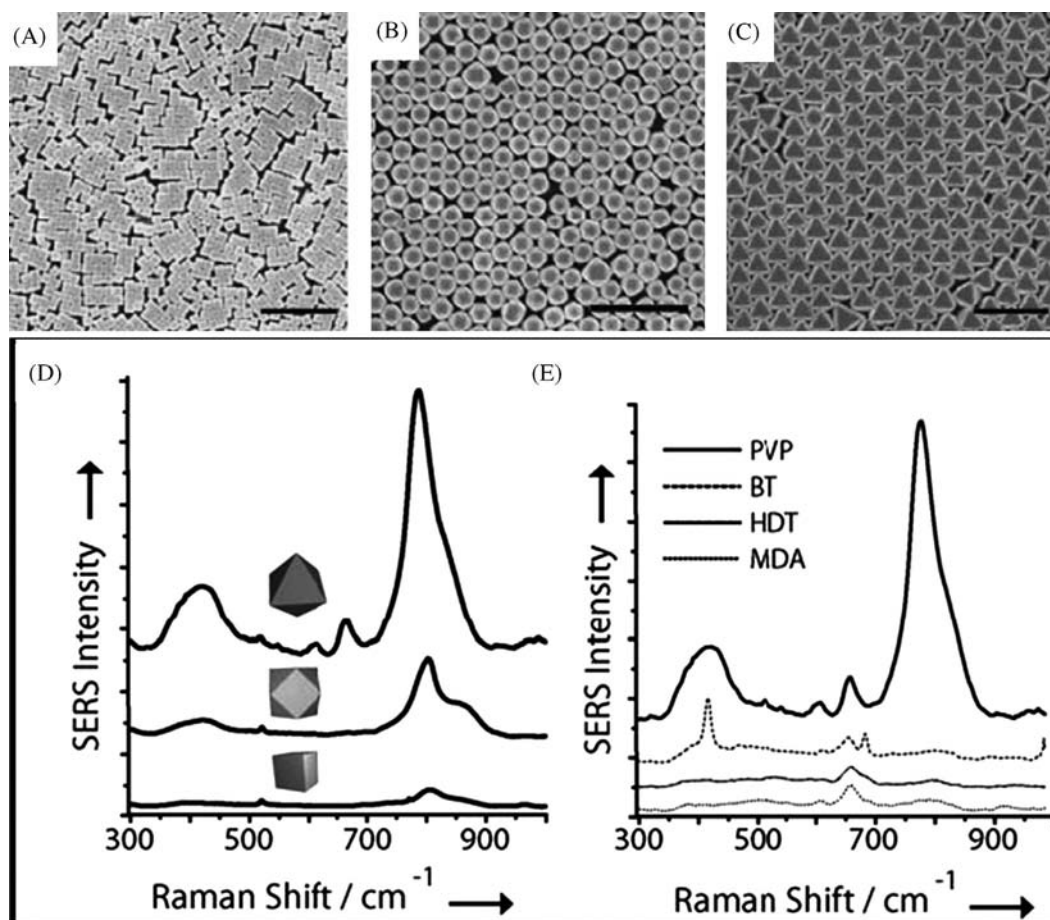 (A)
(B)
(C)
(D)
SERS Intensity
300
500
700
900
Raman Shift / cm⁻¹
(E)
PVP
BT
HDT
MDA
SERS Intensity
300
500
700
900
Raman Shift / cm⁻¹